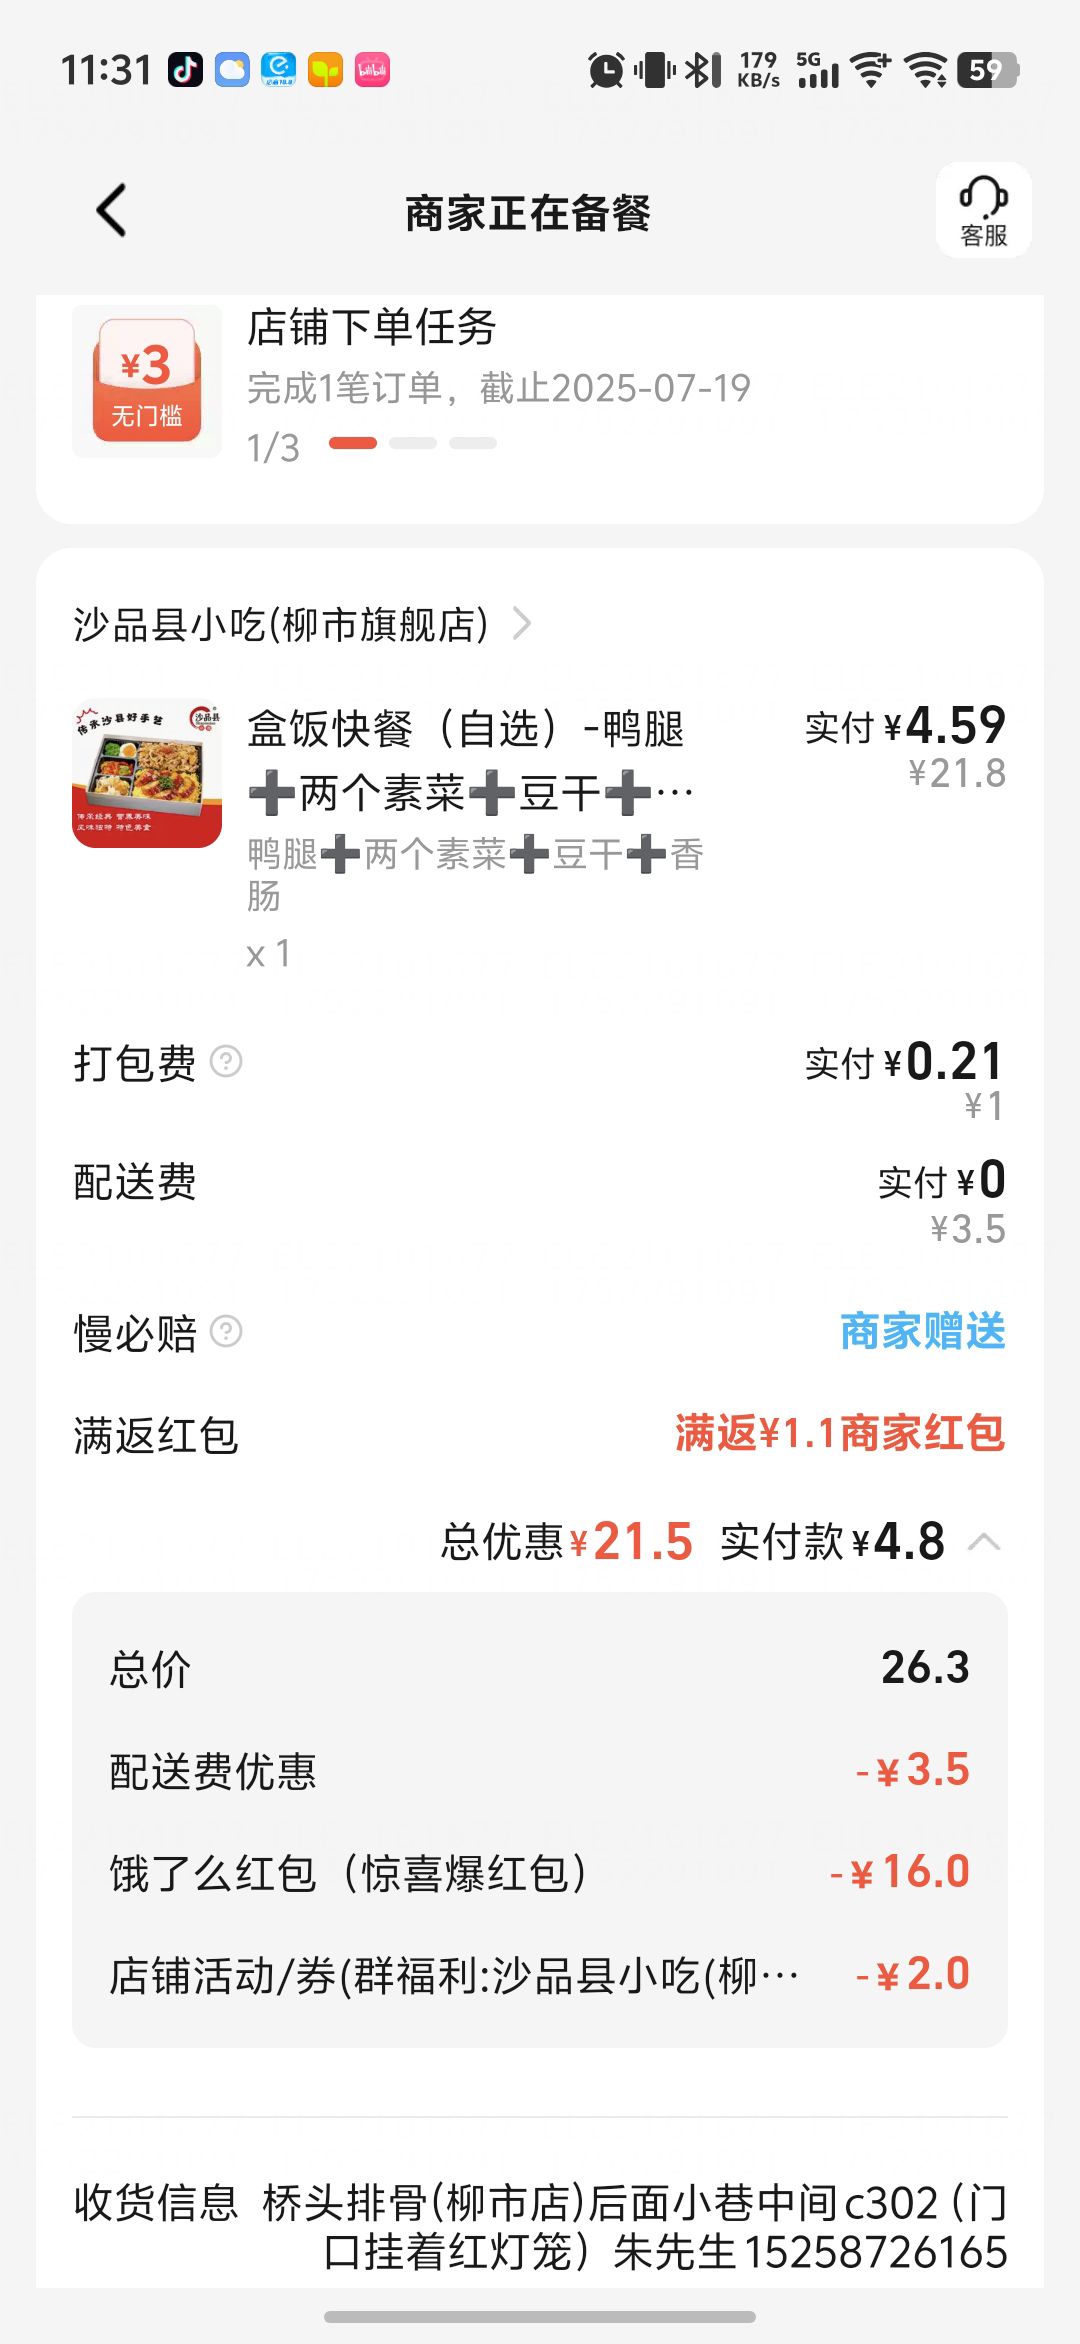 11:31
179
KB/s
5G
59
商家正在备餐
客服
¥3
无门槛
店铺下单任务
完成1笔订单，截止2025-07-19
1/3
沙品县小吃(柳市旗舰店)
传承沙县好手艺
沙品县
盒饭快餐（自选）-鸭腿
➕两个素菜➕豆干➕…
实付 ¥4.59
¥21.8
鸭腿➕两个素菜➕豆干➕香
肠
x 1
打包费
实付 ¥0.21
¥1
配送费
实付 ¥0
¥3.5
慢必赔
商家赠送
满返红包
满返¥1.1商家红包
总优惠¥21.5 实付款¥4.8
总价 26.3
配送费优惠 -¥3.5
饿了么红包（惊喜爆红包） -¥16.0
店铺活动/券(群福利:沙品县小吃(柳… -¥2.0
收货信息 桥头排骨(柳市店)后面小巷中间c302 (门
口挂着红灯笼）朱先生15258726165